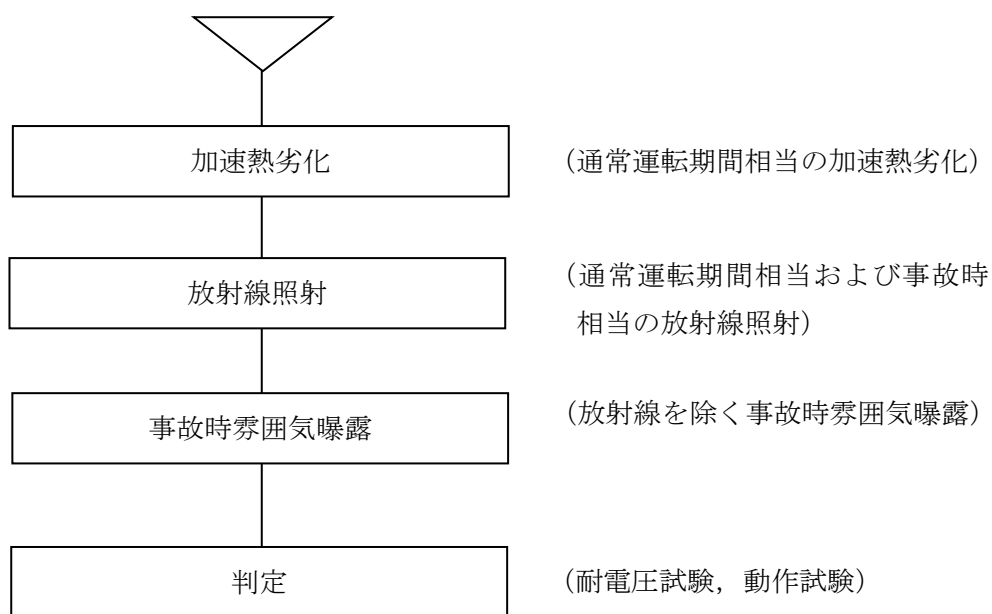 加速熱劣化
(通常運転期間相当の加速熱劣化)
放射線照射
(通常運転期間相当および事故時
相当の放射線照射)
事故時雰囲気曝露
(放射線を除く事故時雰囲気曝露)
判定
(耐電圧試験，動作試験)